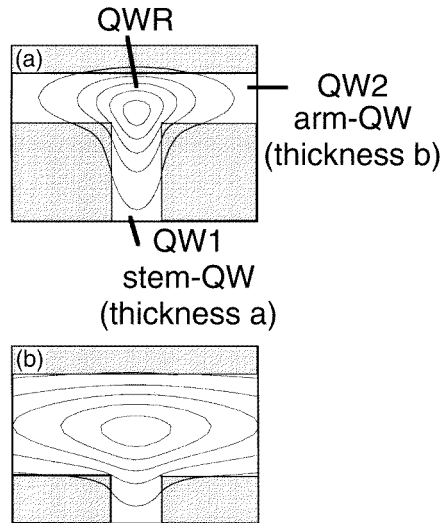 QWR
(a)
QW2
arm-QW
(thickness b)
QW1
stem-QW
(thickness a)
(b)